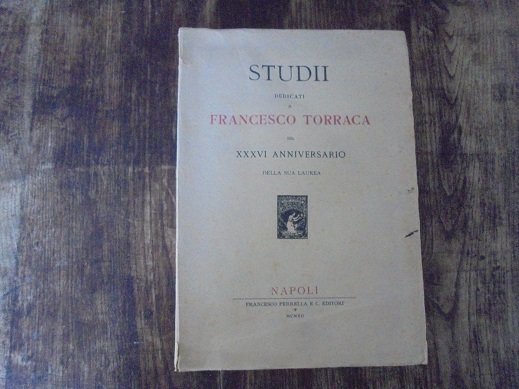 STUDII
DEDICATI
A
FRANCESCO TORRACA
NEL
XXXVI ANNIVERSARIO
DELLA SUA LAUREA
NAPOLI
FRANCESCO PERRELLA E C. EDITORI
MCMXII